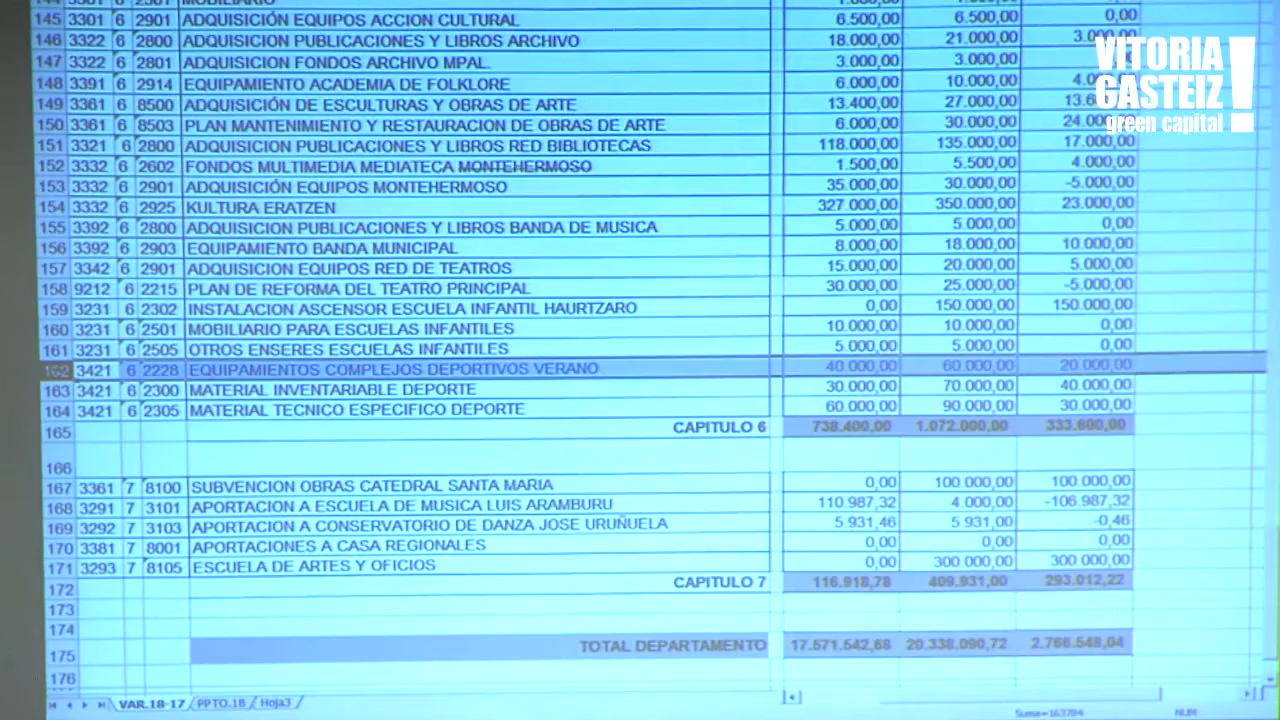 145 3301 6 2901 ADQUISICIÓN EQUIPOS ACCION CULTURAL 6.500,00 6.500,00 0,00
146 3322 6 2800 ADQUISICION PUBLICACIONES Y LIBROS ARCHIVO 18.000,00 21.000,00
147 3322 6 2801 ADQUISICION FONDOS ARCHIVO MPAL. 3.000,00 3.000,00
148 3391 6 2914 EQUIPAMIENTO ACADEMIA DE FOLKLORE 6.000,00 10.000,00
149 3361 6 8500 ADQUISICIÓN DE ESCULTURAS Y OBRAS DE ARTE 13.400,00 27.000,00
150 3361 6 8503 PLAN MANTENIMIENTO Y RESTAURACION DE OBRAS DE ARTE 6.000,00 30.000,00
151 3321 6 2800 ADQUISICION PUBLICACIONES Y LIBROS RED BIBLIOTECAS 118.000,00 135.000,00 17.000,00
152 3332 6 2602 FONDOS MULTIMEDIA MEDIATECA MONTEHERMOSO 1.500,00 5.500,00 4.000,00
153 3332 6 2901 ADQUISICIÓN EQUIPOS MONTEHERMOSO 35.000,00 30.000,00 -5.000,00
154 3332 6 2925 KULTURA ERATZEN 327.000,00 350.000,00 23.000,00
155 3392 6 2800 ADQUISICION PUBLICACIONES Y LIBROS BANDA DE MUSICA 5.000,00 5.000,00 0,00
156 3392 6 2903 EQUIPAMIENTO BANDA MUNICIPAL 8.000,00 18.000,00 10.000,00
157 3342 6 2901 ADQUISICION EQUIPOS RED DE TEATROS 15.000,00 20.000,00 5.000,00
158 9212 6 2215 PLAN DE REFORMA DEL TEATRO PRINCIPAL 30.000,00 25.000,00 -5.000,00
159 3231 6 2302 INSTALACION ASCENSOR ESCUELA INFANTIL HAURTZARO 0,00 150.000,00 150.000,00
160 3231 6 2501 MOBILIARIO PARA ESCUELAS INFANTILES 10.000,00 10.000,00 0,00
161 3231 6 2505 OTROS ENSERES ESCUELAS INFANTILES 5.000,00 5.000,00 0,00
162 3421 6 2228 EQUIPAMIENTOS COMPLEJOS DEPORTIVOS VERANO 40.000,00 60.000,00 20.000,00
163 3421 6 2300 MATERIAL INVENTARIABLE DEPORTE 30.000,00 70.000,00 40.000,00
164 3421 6 2305 MATERIAL TECNICO ESPECIFICO DEPORTE 60.000,00 90.000,00 30.000,00
165 CAPITULO 6 738.400,00 1.072.000,00 333.600,00
166
167 3361 7 8100 SUBVENCION OBRAS CATEDRAL SANTA MARIA 0,00 100.000,00 100.000,00
168 3291 7 3101 APORTACION A ESCUELA DE MUSICA LUIS ARAMBURU 110.987,32 4.000,00 -106.987,32
169 3292 7 3103 APORTACION A CONSERVATORIO DE DANZA JOSE URUÑUELA 5.931,46 5.931,00 -0,46
170 3381 7 8001 APORTACIONES A CASA REGIONALES 0,00 0,00 0,00
171 3293 7 8105 ESCUELA DE ARTES Y OFICIOS 0,00 300.000,00 300.000,00
172 CAPITULO 7 116.918,78 409.931,00 293.012,22
173
174
175 TOTAL DEPARTAMENTO 17.571.542,68 20.338.090,72 2.766.548,04
176
VAR.18-17 PPTO.18 Hoja3
Suma=163784 NUM
VITORIA
GASTEIZ!
green capital